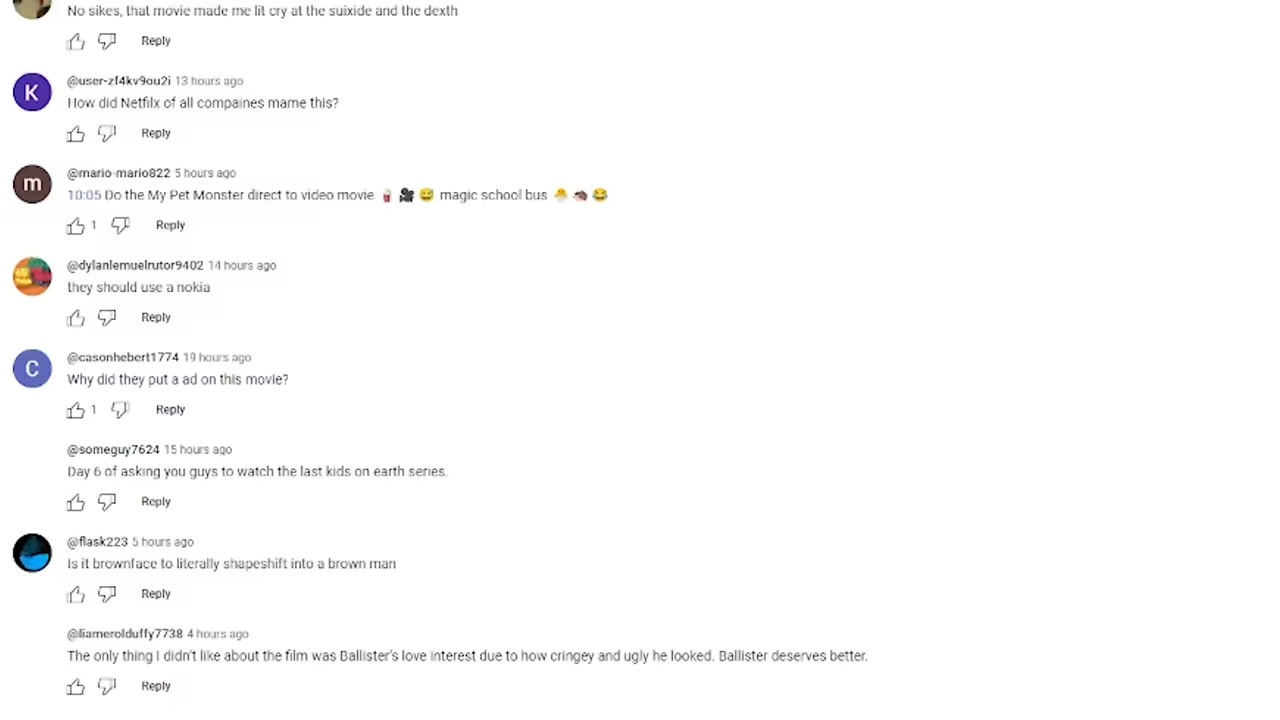 No sikes, that movie made me lit cry at the suixide and the dexth
Reply
@user-zf4kv9ou2i 13 hours ago
K
How did Netfilx of all compaines mame this?
Reply
@mario-mario822 5 hours ago
m
10:05 Do the My Pet Monster direct to video movie 🥤 🎥 😅 magic school bus 🐣 🦔 😂
1 Reply
@dylanlemuelrutor9402 14 hours ago
they should use a nokia
Reply
@casonhebert1774 19 hours ago
C
Why did they put a ad on this movie?
1 Reply
@someguy7624 15 hours ago
Day 6 of asking you guys to watch the last kids on earth series.
Reply
@flask223 5 hours ago
Is it brownface to literally shapeshift into a brown man
Reply
@liamerolduffy7738 4 hours ago
The only thing I didn't like about the film was Ballister's love interest due to how cringey and ugly he looked. Ballister deserves better.
Reply